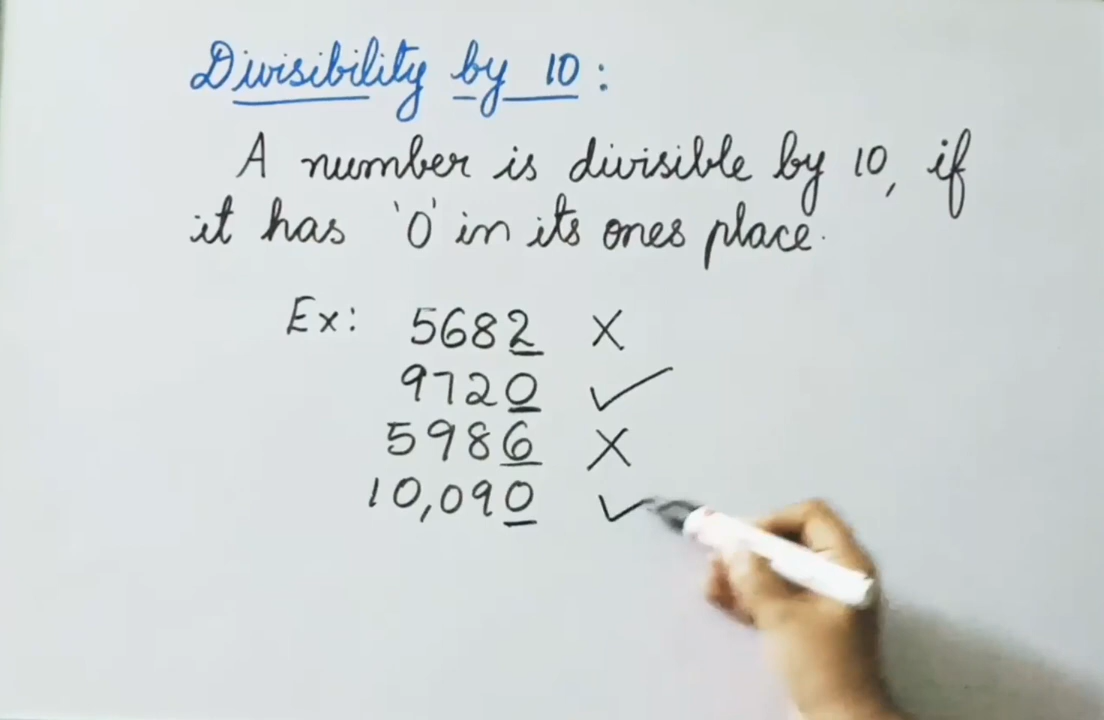 Divisibility by 10:
A number is divisible by 10, if
it has '0' in its ones place.
Ex: 5682 X
9720 ✓
5986 X
10,090 ✓